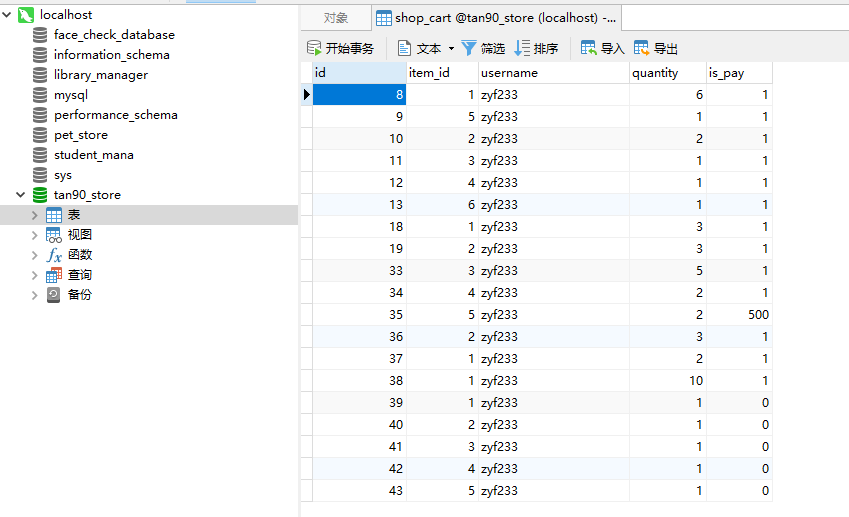 localhost
face_check_database
information_schema
library_manager
mysql
performance_schema
pet_store
student_mana
sys
tan90_store
表
视图
函数
查询
备份
对象 shop_cart @tan90_store (localhost) -...
开始事务 文本 筛选 排序 导入 导出
id item_id username quantity is_pay
8 1 zyf233 6 1
9 5 zyf233 1 1
10 2 zyf233 2 1
11 3 zyf233 1 1
12 4 zyf233 1 1
13 6 zyf233 1 1
18 1 zyf233 3 1
19 2 zyf233 3 1
33 3 zyf233 5 1
34 4 zyf233 2 1
35 5 zyf233 2 500
36 2 zyf233 3 1
37 1 zyf233 2 1
38 1 zyf233 10 1
39 1 zyf233 1 0
40 2 zyf233 1 0
41 3 zyf233 1 0
42 4 zyf233 1 0
43 5 zyf233 1 0